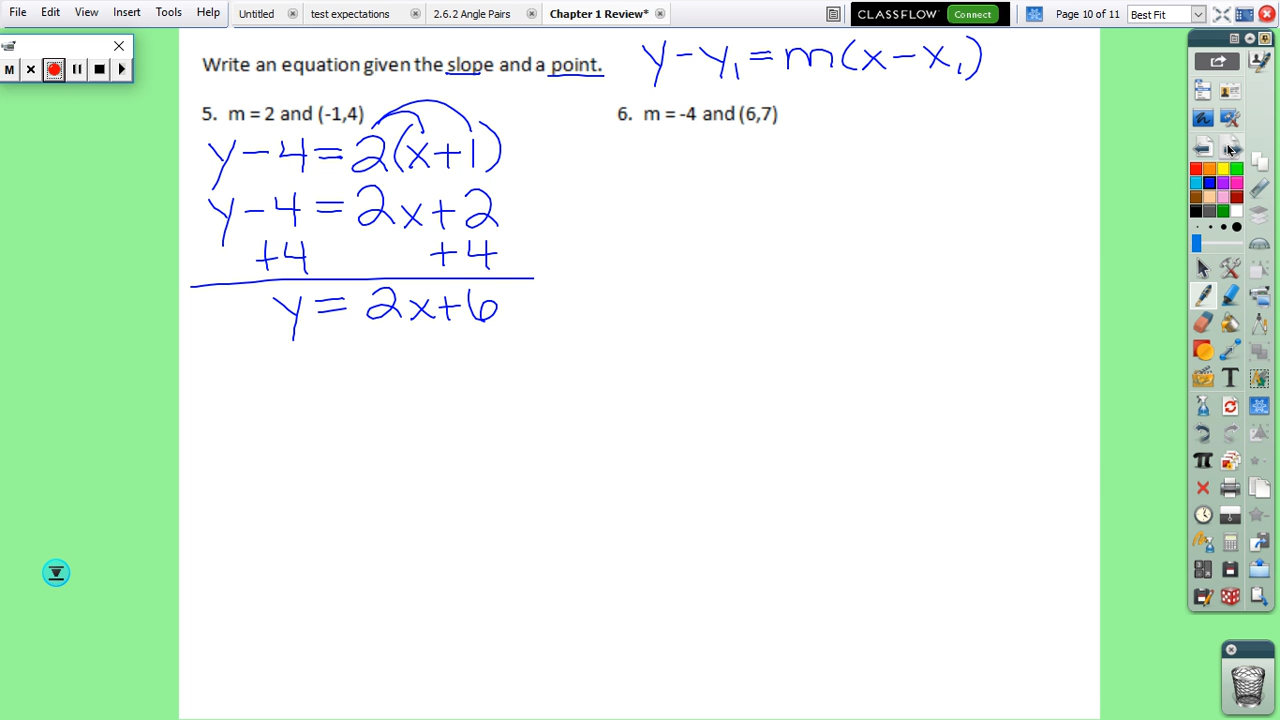 File Edit View Insert Tools Help
Untitled test expectations 2.6.2 Angle Pairs Chapter 1 Review*
CLASSFLOW Connect
Page 10 of 11 Best Fit
M
Write an equation given the slope and a point.
y-y₁=m(x-x₁)
5. m = 2 and (-1,4)
y-4=2(x+1)
y-4=2x+2
+4 +4
y=2x+6
6. m = -4 and (6,7)